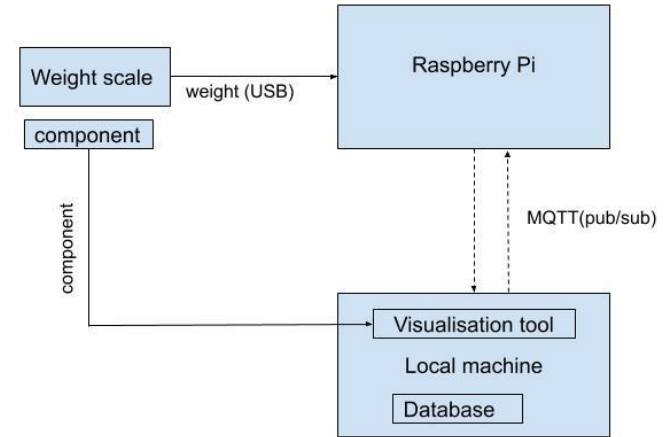 Weight scale
weight (USB)
Raspberry Pi
component
component
MQTT(pub/sub)
Visualisation tool
Local machine
Database